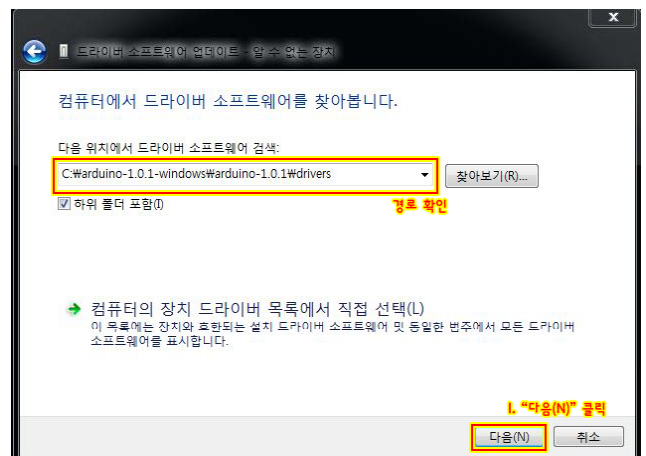 x
드라이버 소프트웨어 업데이트 - 알 수 없는 장치
컴퓨터에서 드라이버 소프트웨어를 찾아봅니다.
다음 위치에서 드라이버 소프트웨어 검색:
C:₩arduino-1.0.1-windows₩arduino-1.0.1₩drivers
찾아보기(R)...
하위 폴더 포함(I)
경로 확인
컴퓨터의 장치 드라이버 목록에서 직접 선택(L)
이 목록에는 장치와 호환되는 설치 드라이버 소프트웨어 및 동일한 범주에서 모든 드라이버
소프트웨어를 표시합니다.
1. “다음(N)” 클릭
다음(N)
취소